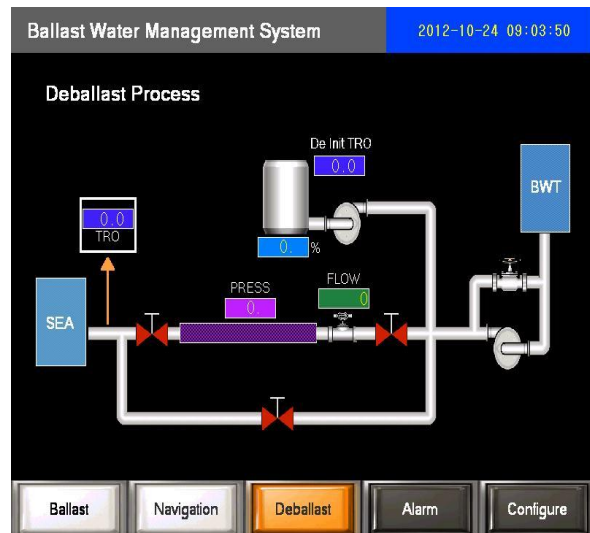 Ballast Water Management System
2012-10-24 09:03:50
Deballast Process
De Init TRO
0.0
BWT
0.0
TRO
0. %
PRESS
0.
FLOW
0
SEA
Ballast
Navigation
Deballast
Alarm
Configure